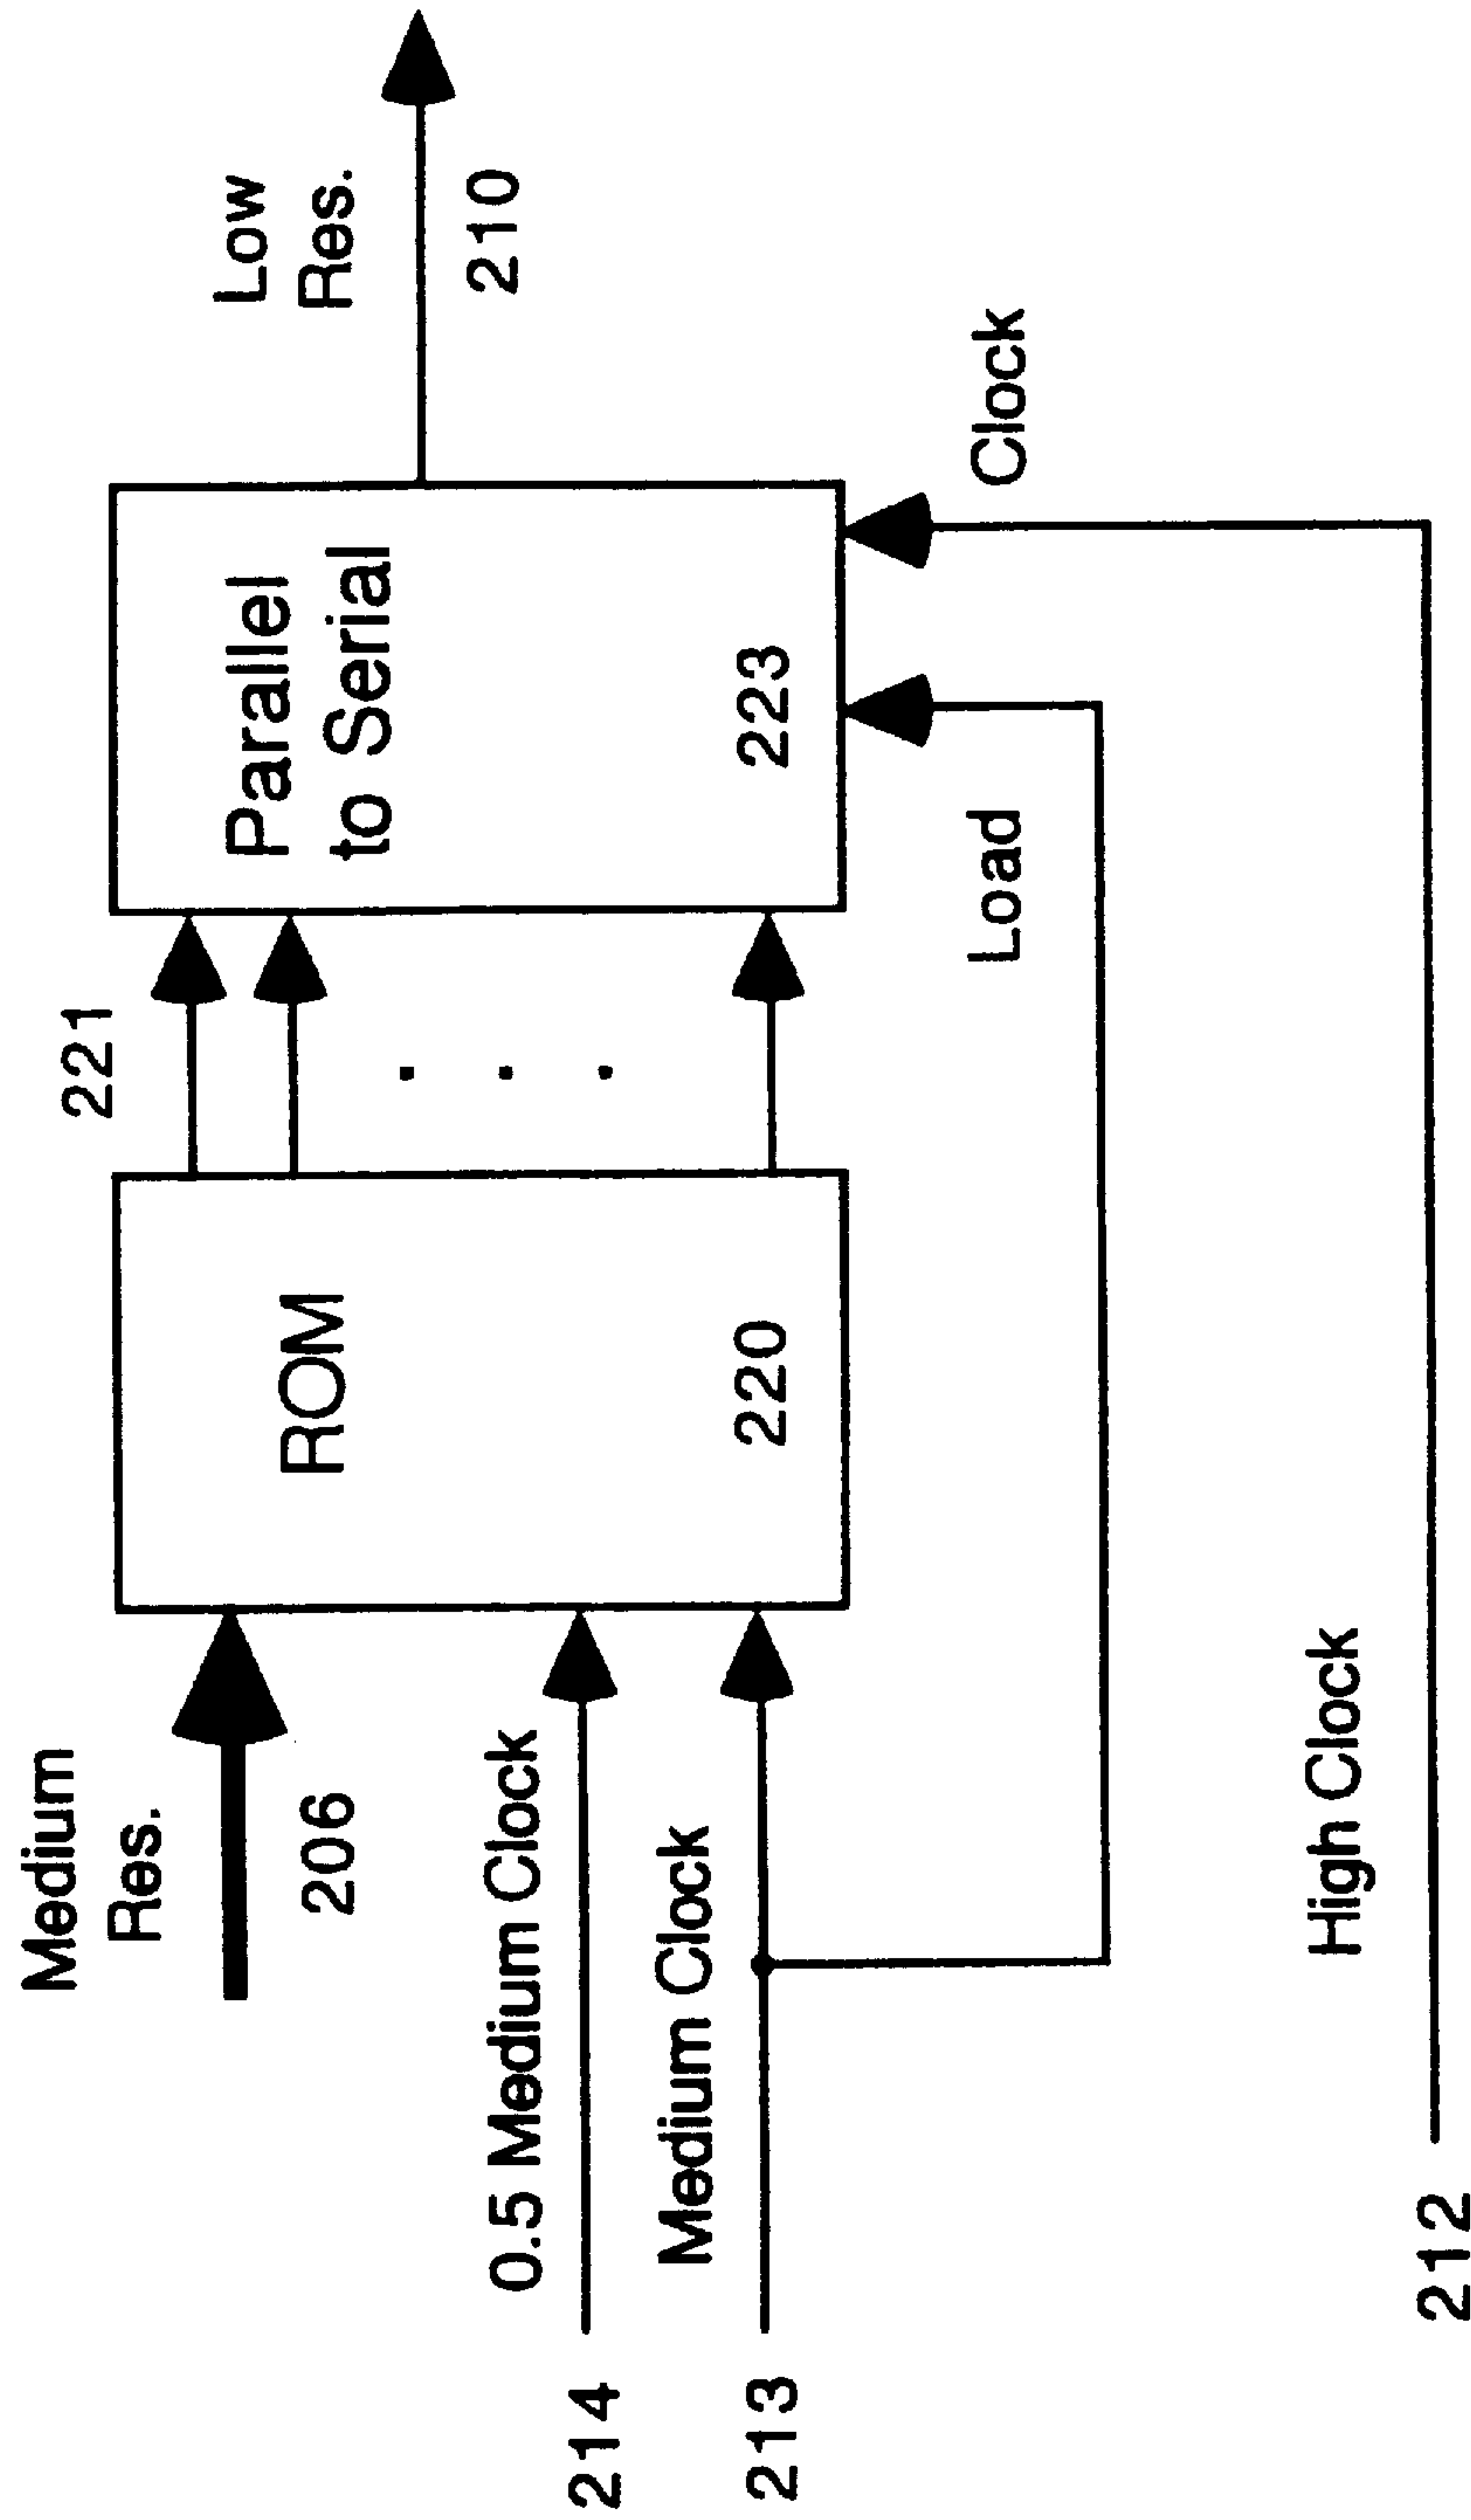 Medium
Res.
206
0.5 Medium Clock
214
Medium Clock
213
ROM
220
221
Parallel
to Serial
223
Low
Res.
210
Load
Clock
High Clock
212